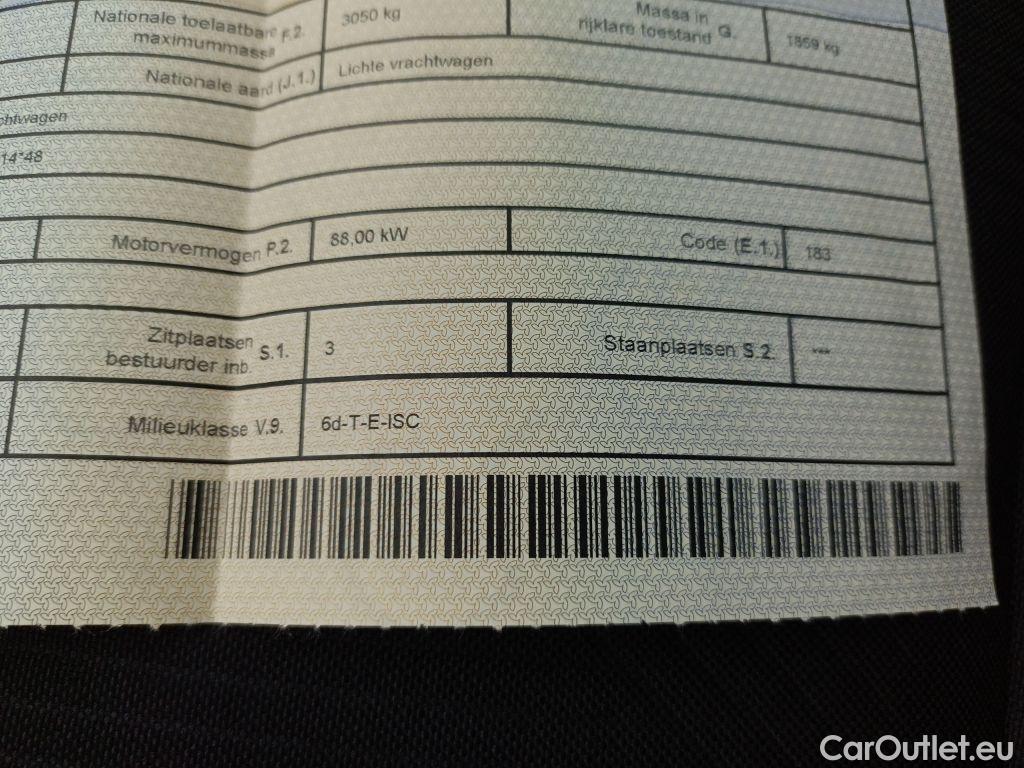 Nationale toelaatbare F.2.
maximummassa
3050 kg
Massa in
rijklare toestand G.
1859 kg
Nationale aard (J.1.)
Lichte vrachtwagen
chtwagen
14*48
Motorvermogen P.2.
88,00 kW
Code (E.1.)
183
Zitplaatsen
bestuurder inb. S.1.
3
Staanplaatsen S.2.
***
Milieuklasse V.9.
6d-T-E-ISC
CarOutlet.eu